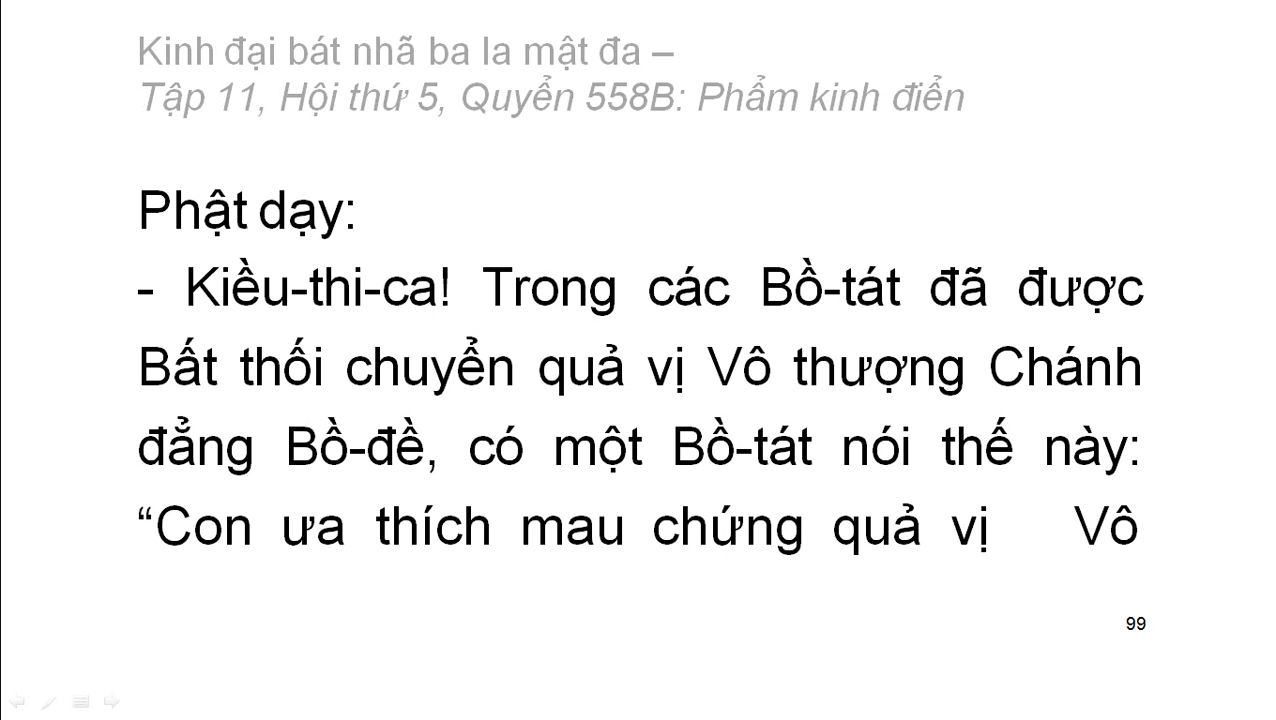 Kinh đại bát nhã ba la mật đa –
Tập 11, Hội thứ 5, Quyển 558B: Phẩm kinh điển
Phật dạy:
- Kiều-thi-ca! Trong các Bồ-tát đã được
Bất thối chuyển quả vị Vô thượng Chánh
đẳng Bồ-đề, có một Bồ-tát nói thế này:
“Con ưa thích mau chứng quả vị Vô
99